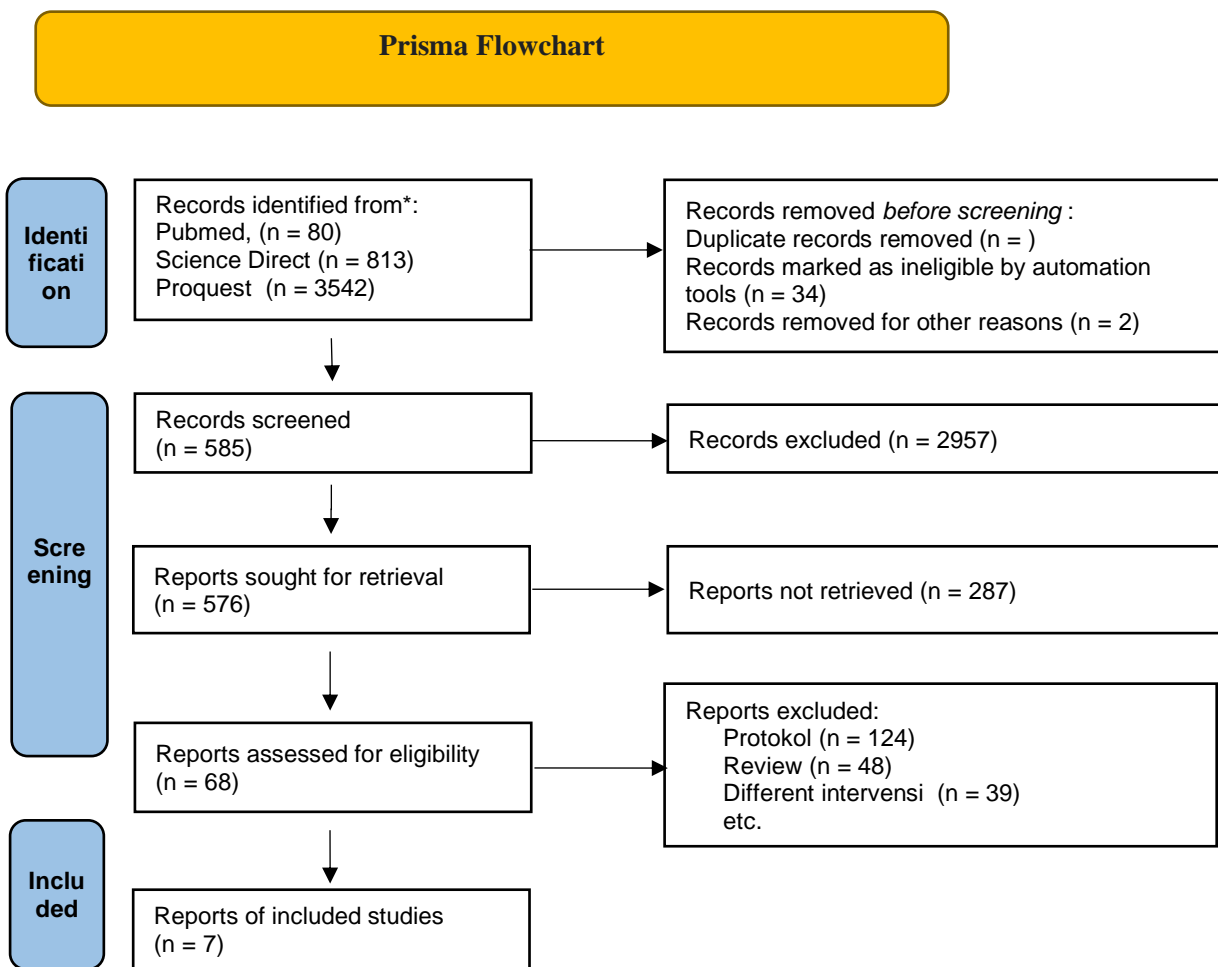 Prisma Flowchart
Identi
ficati
on
Records identified from*:
Pubmed, (n = 80)
Science Direct (n = 813)
Proquest (n = 3542)
Records removed before screening :
Duplicate records removed (n = )
Records marked as ineligible by automation
tools (n = 34)
Records removed for other reasons (n = 2)
Scre
ening
Records screened
(n = 585)
Records excluded (n = 2957)
Reports sought for retrieval
(n = 576)
Reports not retrieved (n = 287)
Reports assessed for eligibility
(n = 68)
Reports excluded:
Protokol (n = 124)
Review (n = 48)
Different intervensi (n = 39)
etc.
Inclu
ded
Reports of included studies
(n = 7)